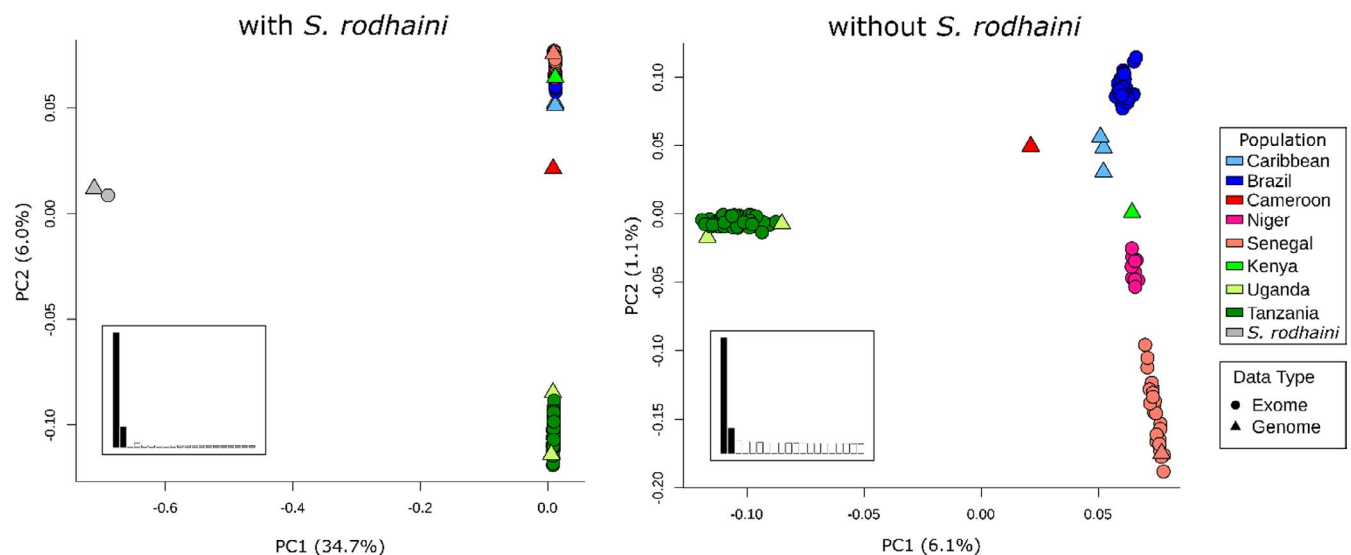 with S. rodhaini
without S. rodhaini
PC2 (6.0%)
0.05
0.00
-0.05
-0.10
-0.6
-0.4
-0.2
0.0
PC1 (34.7%)
PC2 (1.1%)
0.10
0.05
0.00
-0.05
-0.10
-0.15
-0.20
-0.10
-0.05
0.00
0.05
PC1 (6.1%)
Population
Caribbean
Brazil
Cameroon
Niger
Senegal
Kenya
Uganda
Tanzania
S. rodhaini
Data Type
Exome
Genome